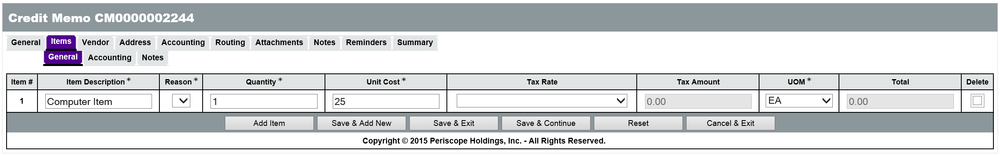 Credit Memo CM0000002244
General Items Vendor Address Accounting Routing Attachments Notes Reminders Summary
General Accounting Notes
Item # Item Description * Reason * Quantity * Unit Cost * Tax Rate Tax Amount UOM * Total Delete
1 Computer Item 1 25 0.00 EA 0.00
Add Item Save & Add New Save & Exit Save & Continue Reset Cancel & Exit
Copyright © 2015 Periscope Holdings, Inc. - All Rights Reserved.